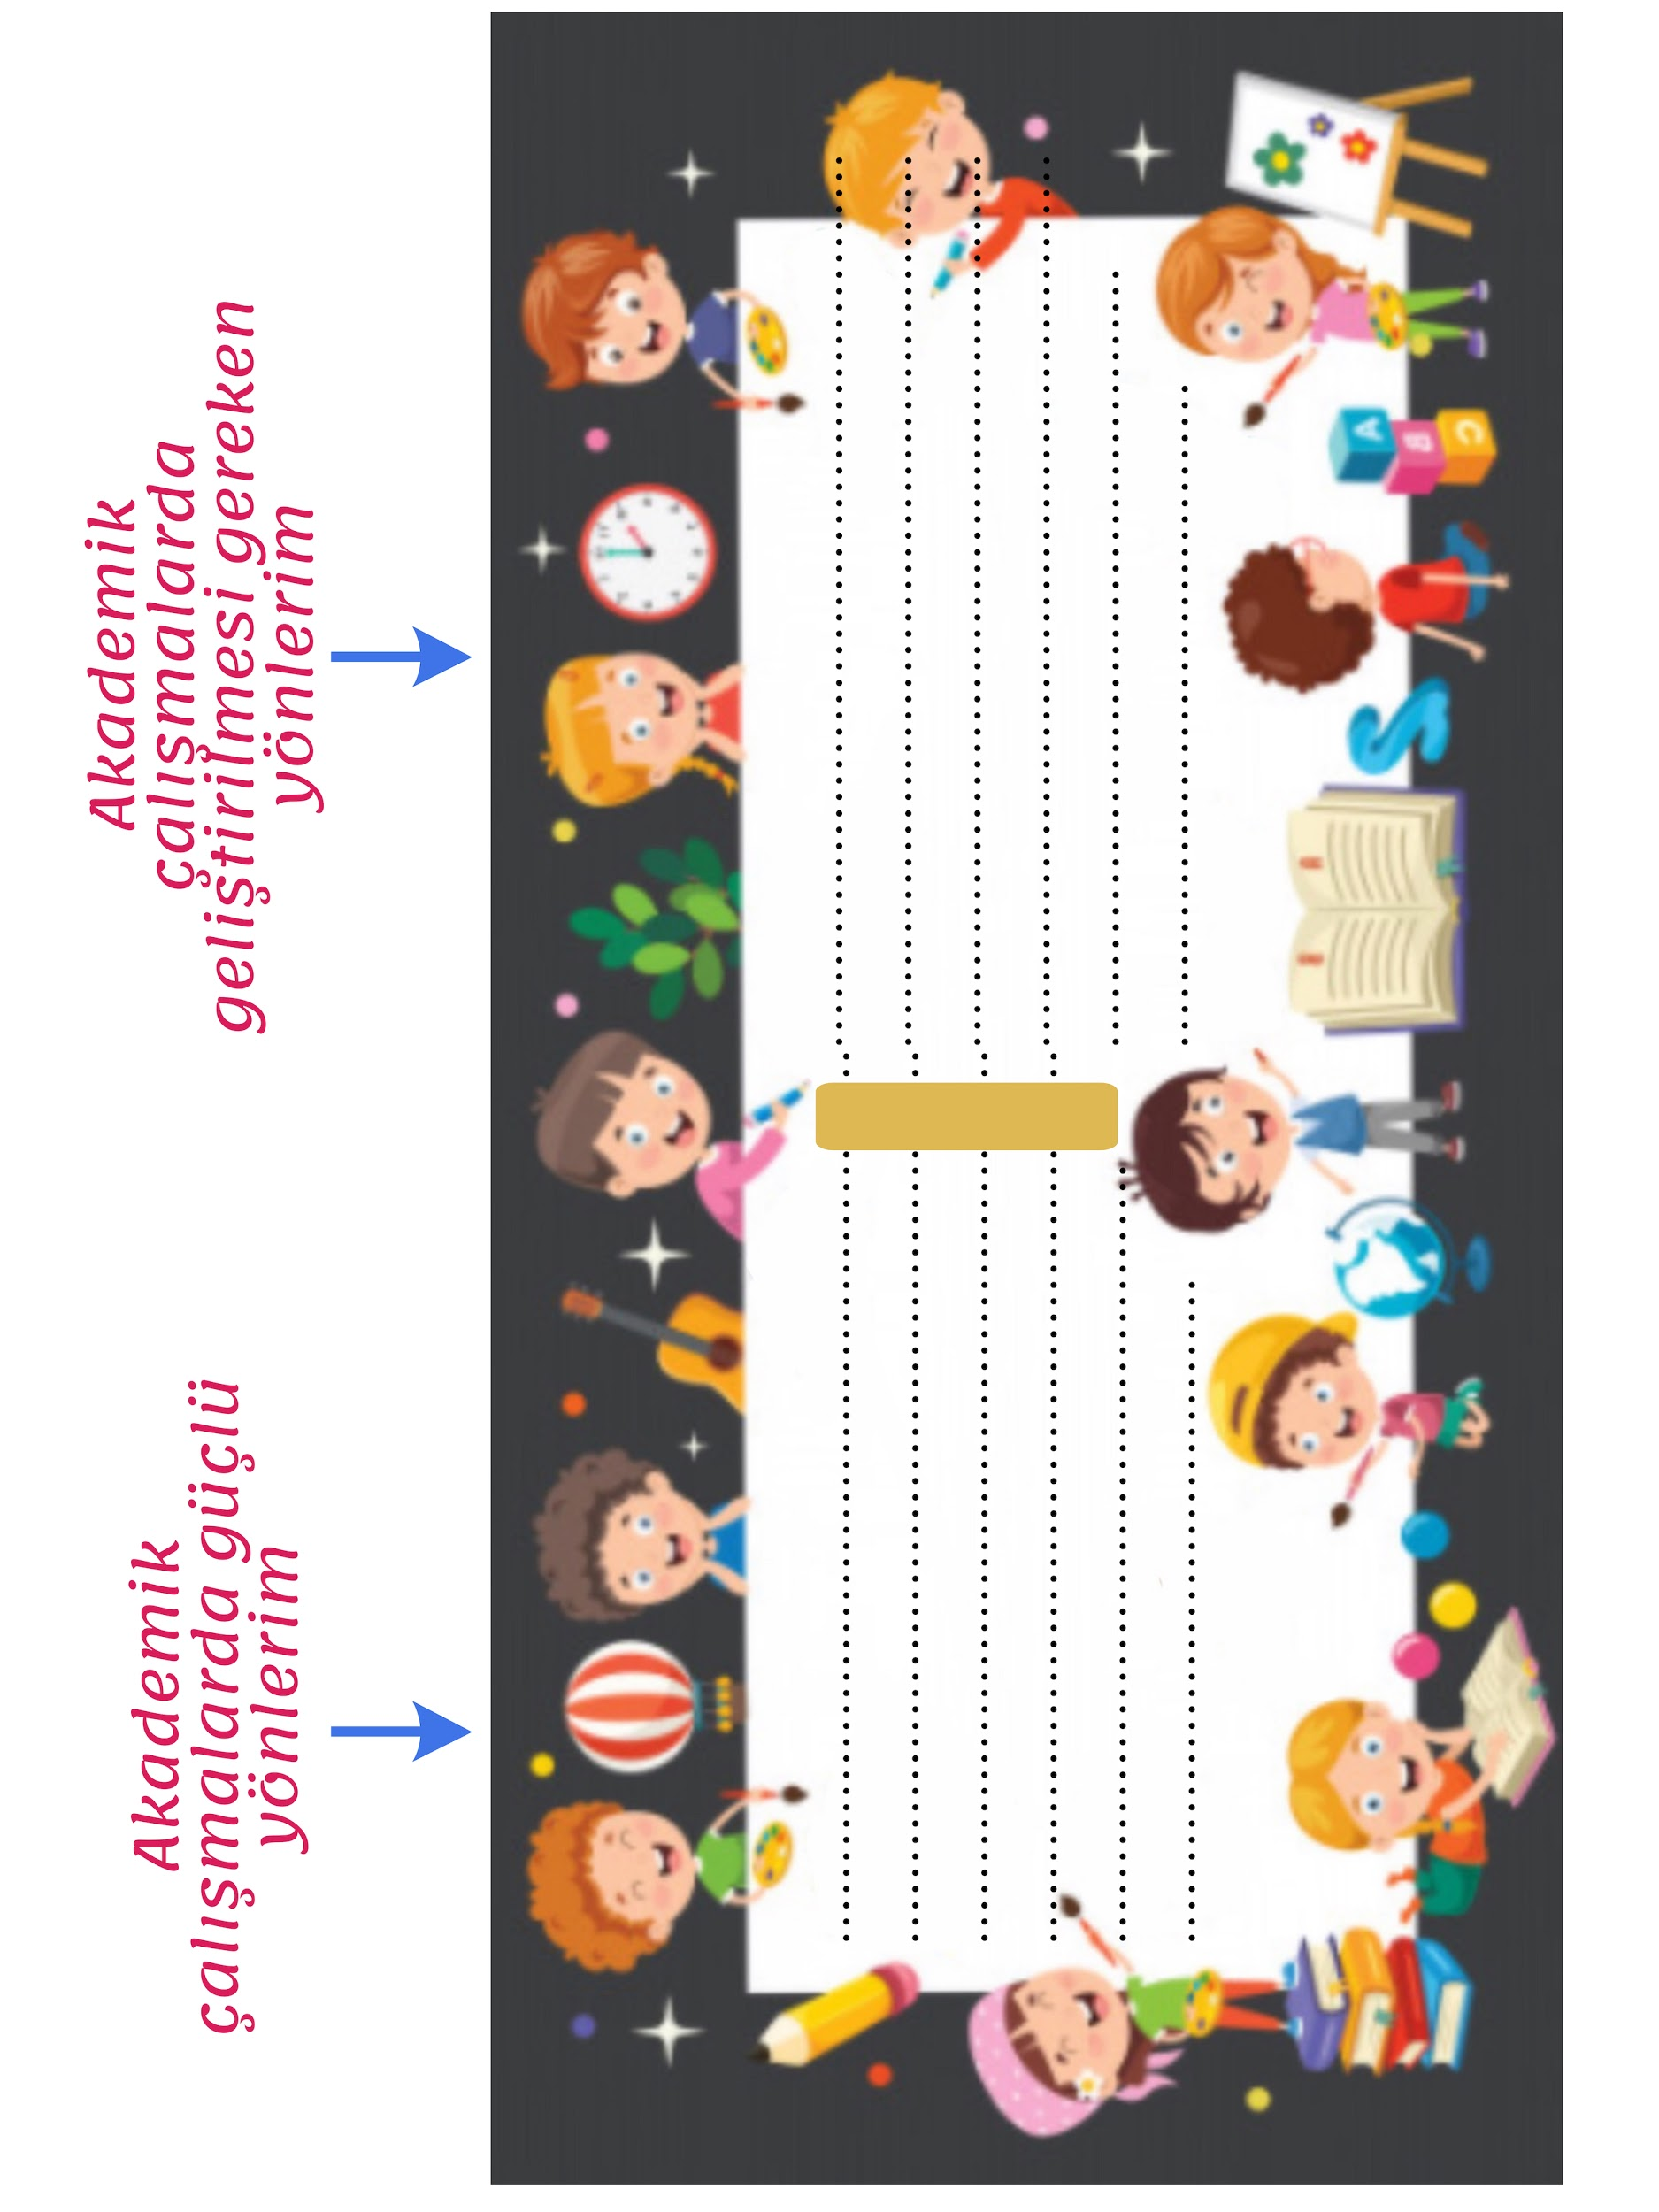 Akademik
çalışmalarda güçlü
yönlerim
Akademik
çalışmalarda
geliştirilmesi gereken
yönlerim
A
B
C